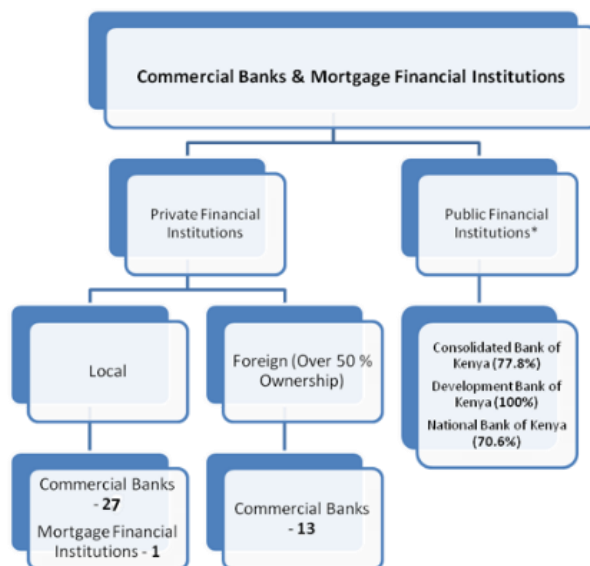 Commercial Banks & Mortgage Financial Institutions
Private Financial
Institutions
Public Financial
Institutions*
Local
Foreign (Over 50 %
Ownership)
Consolidated Bank of
Kenya (77.8%)
Development Bank of
Kenya (100%)
National Bank of Kenya
(70.6%)
Commercial Banks
- 27
Mortgage Financial
Institutions - 1
Commercial Banks
- 13